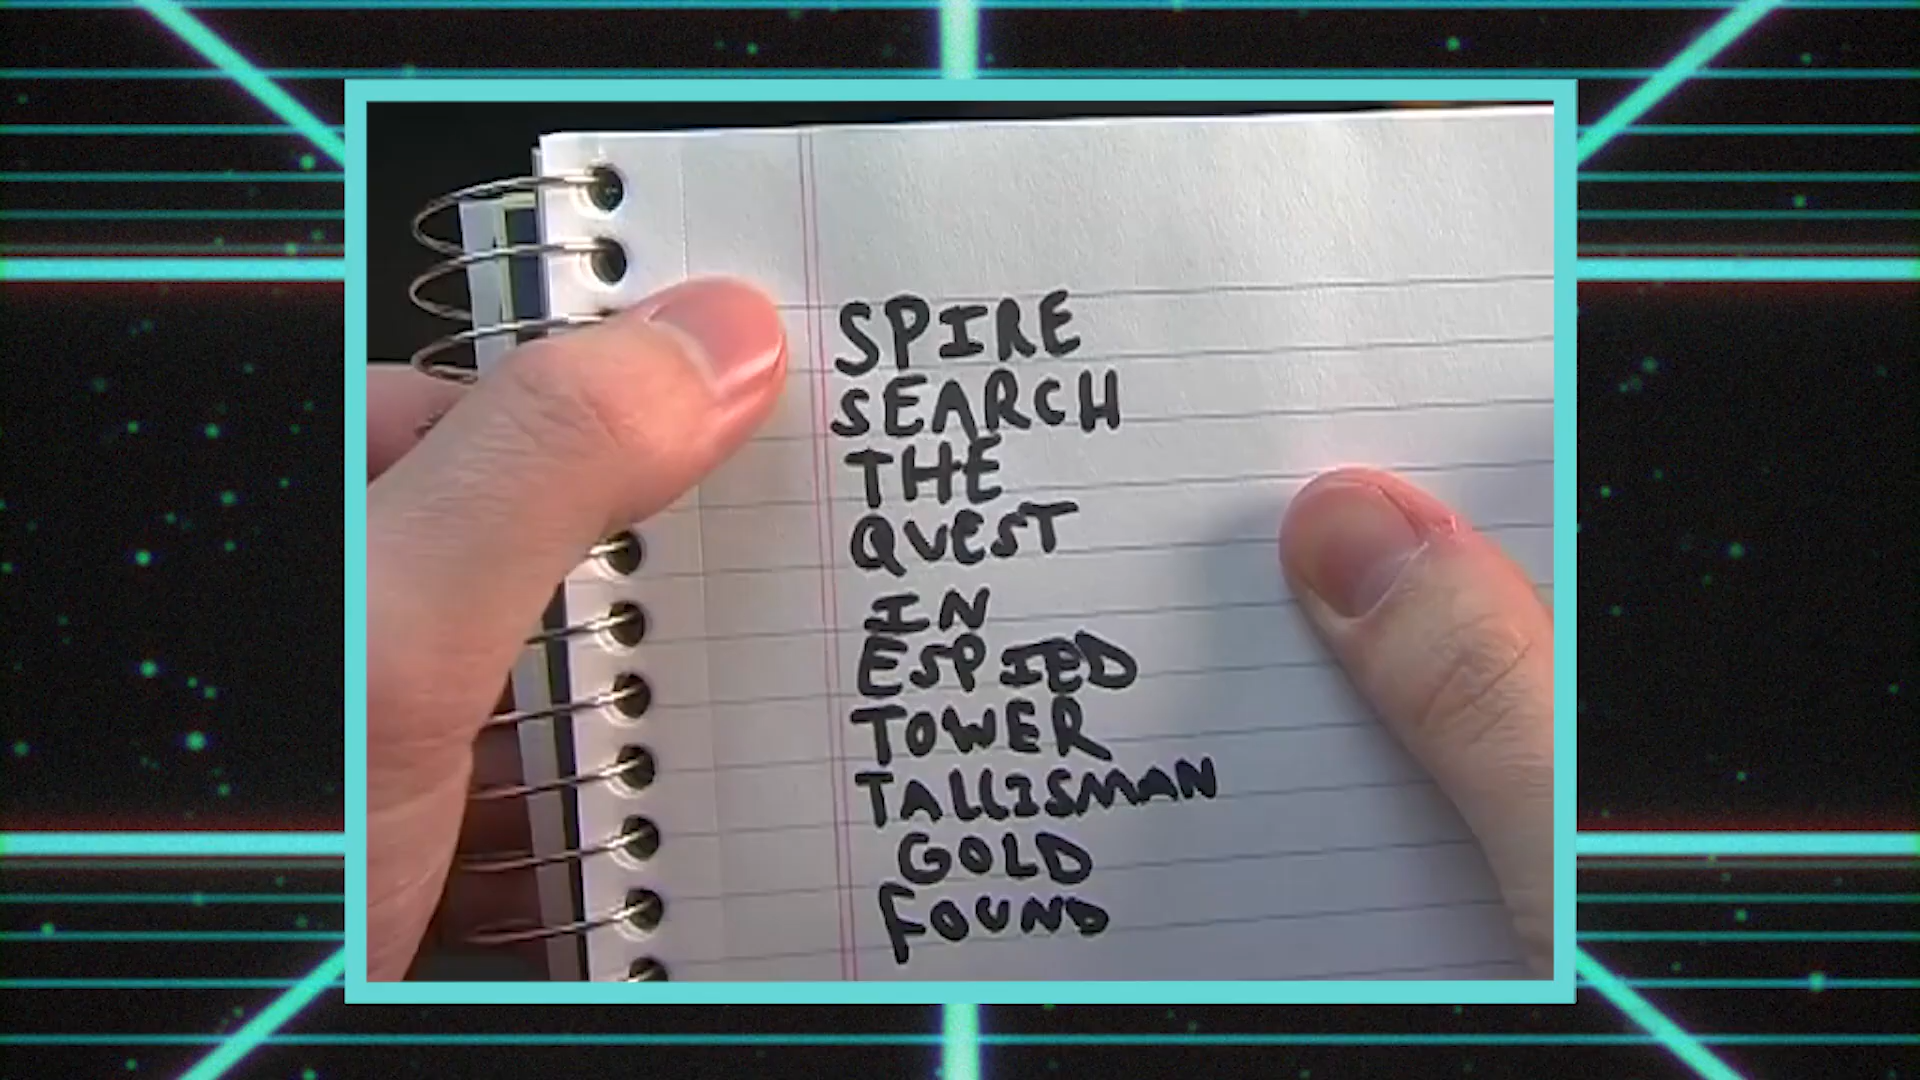 SPIRE
SEARCH
THE
QUEST
IN
ESPIED
TOWER
TALLISMAN
GOLD
FOUND